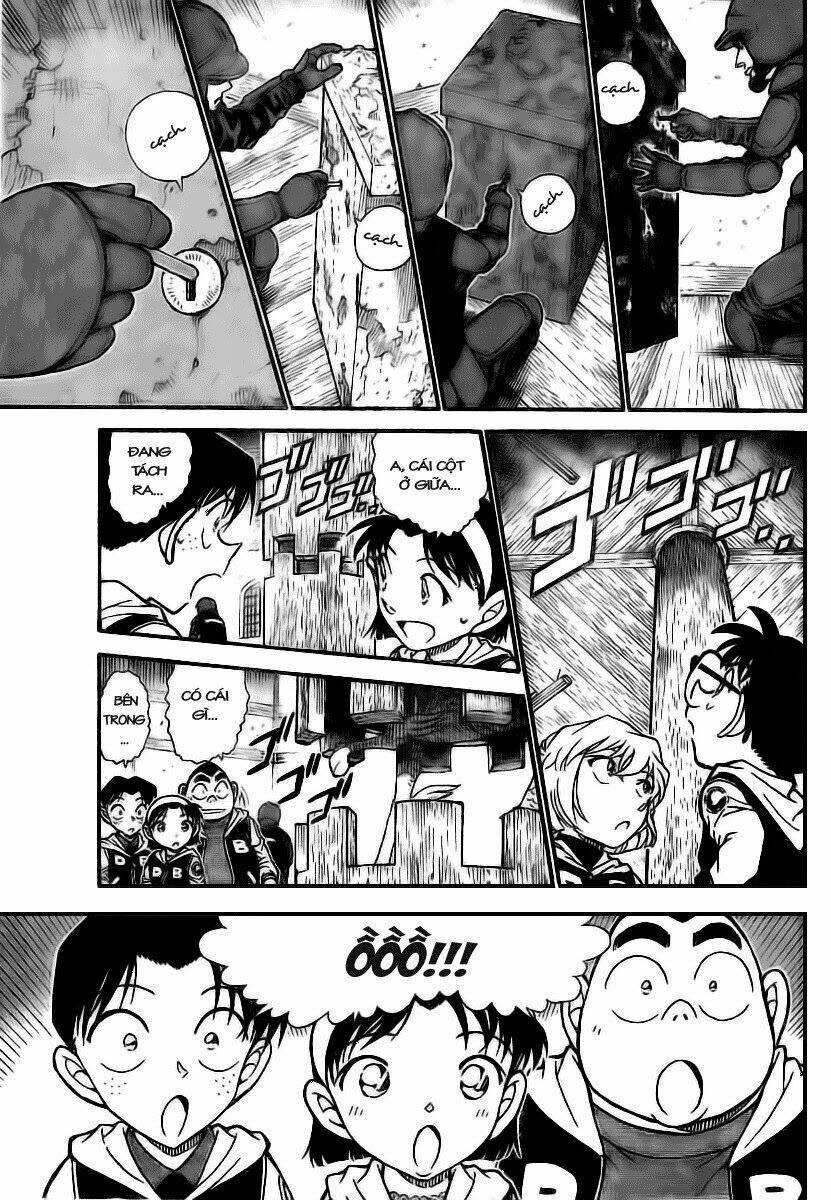 cạch
cạch
cạch
cạch
ゴゴゴ‥
A, CÁI CỘT
Ở GIỮA...
ゴゴゴ‥
ĐANG
TÁCH
RA...
CÓ CÁI
GÌ...
BÊN
TRONG
...
ゴゴゴ‥
ỒỒỒ!!!